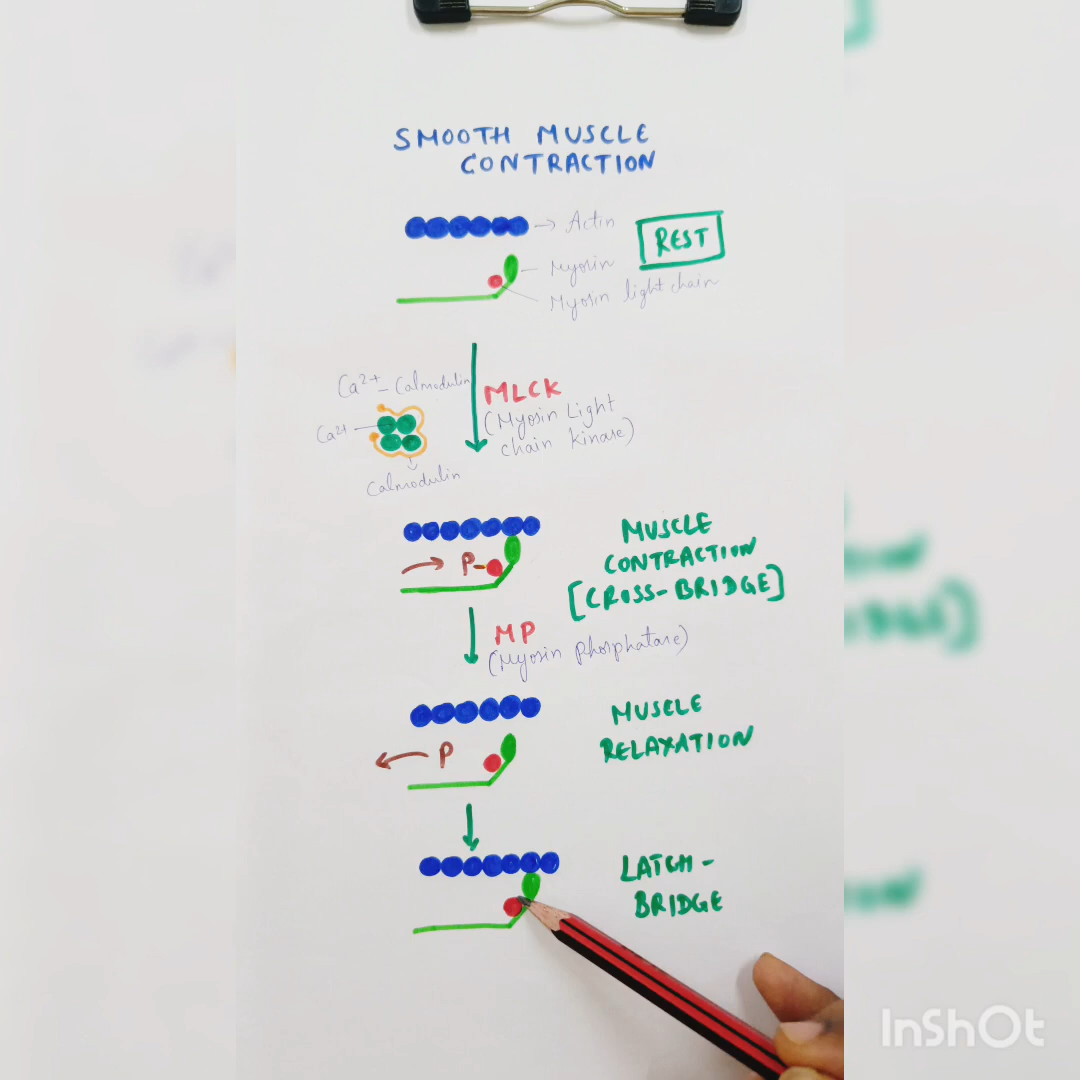 SMOOTH MUSCLE
CONTRACTION
Actin
REST
Myosin
Myosin light chain
Ca2+ - Calmodulin
MLCK
(Myosin Light
chain kinase)
Ca2+
Calmodulin
MUSCLE
CONTRACTION
[CROSS-BRIDGE]
P
MP
(Myosin phosphatase)
MUSCLE
RELAXATION
P
LATCH-
BRIDGE
InShOt